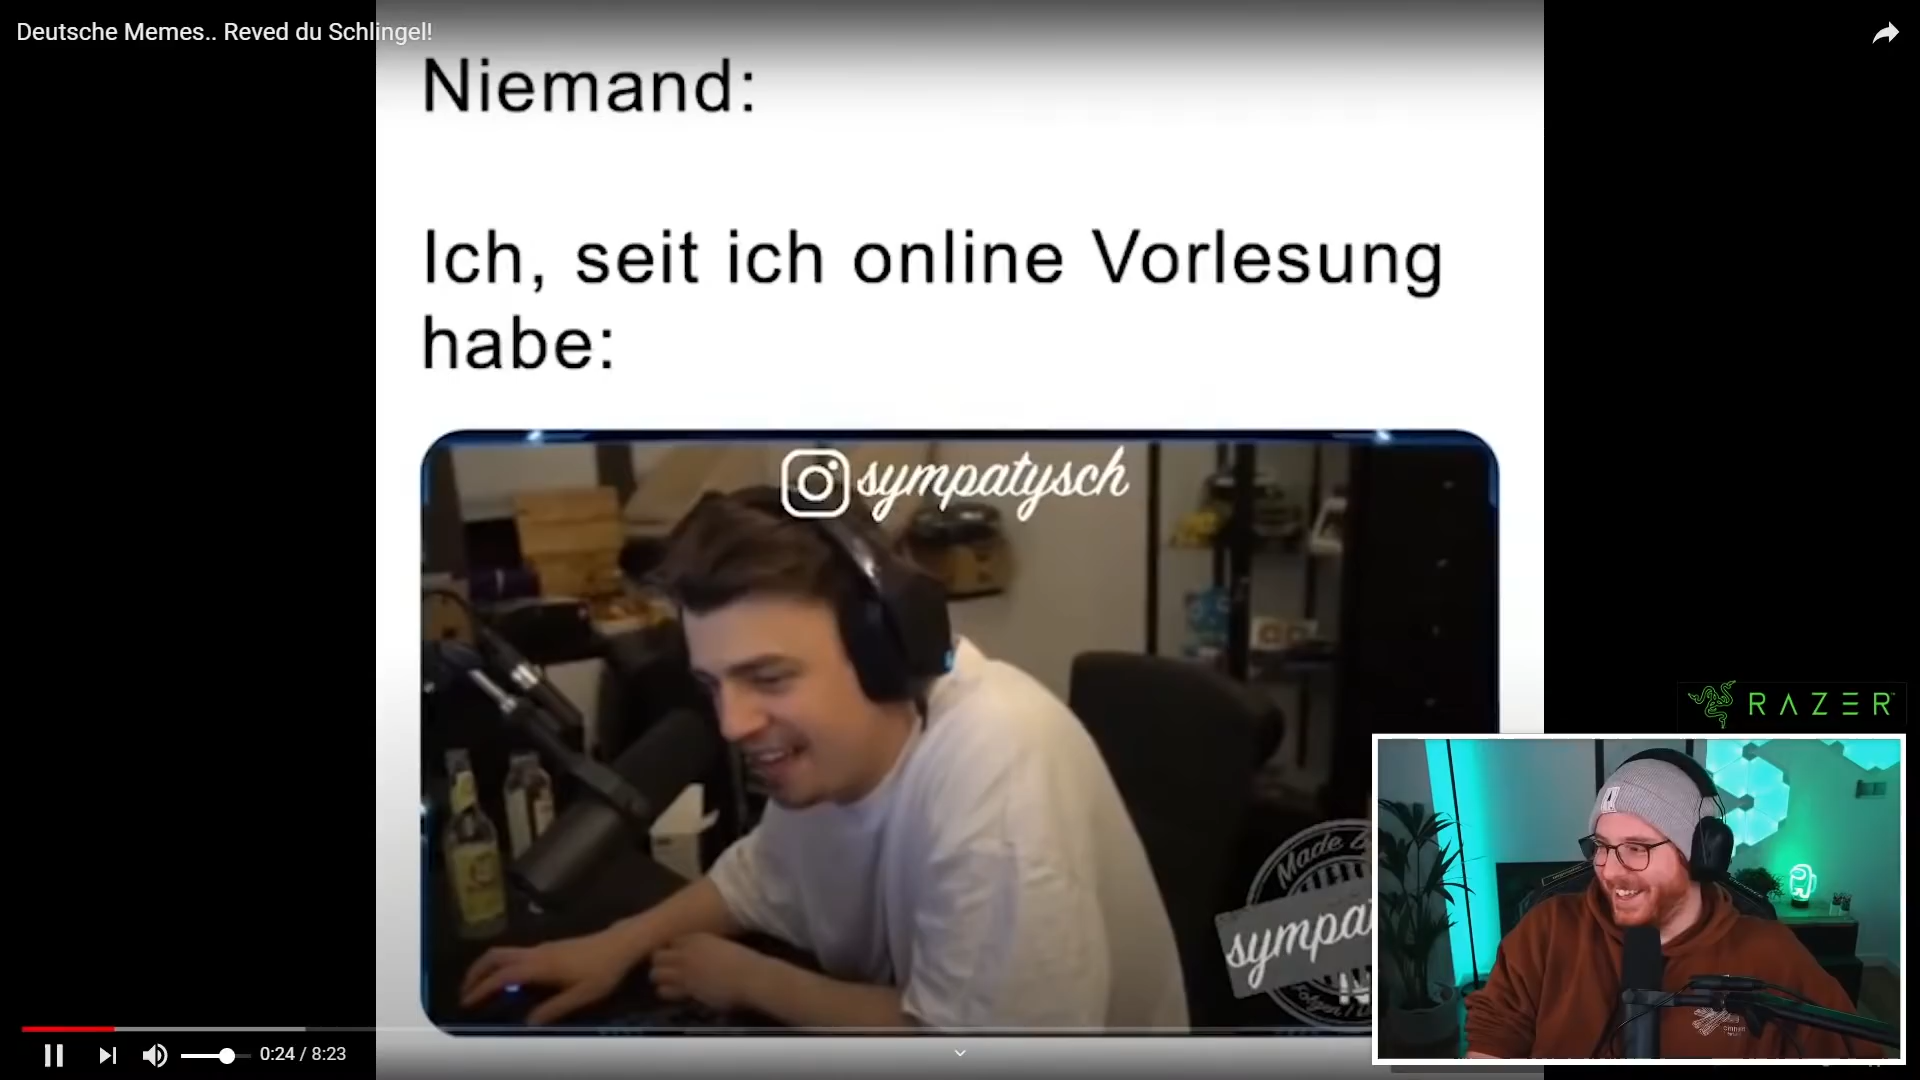 Deutsche Memes.. Reved du Schlingel!
Niemand:
Ich, seit ich online Vorlesung
habe:
sympatysch
RAZER
Made
sympa
0:24 / 8:23